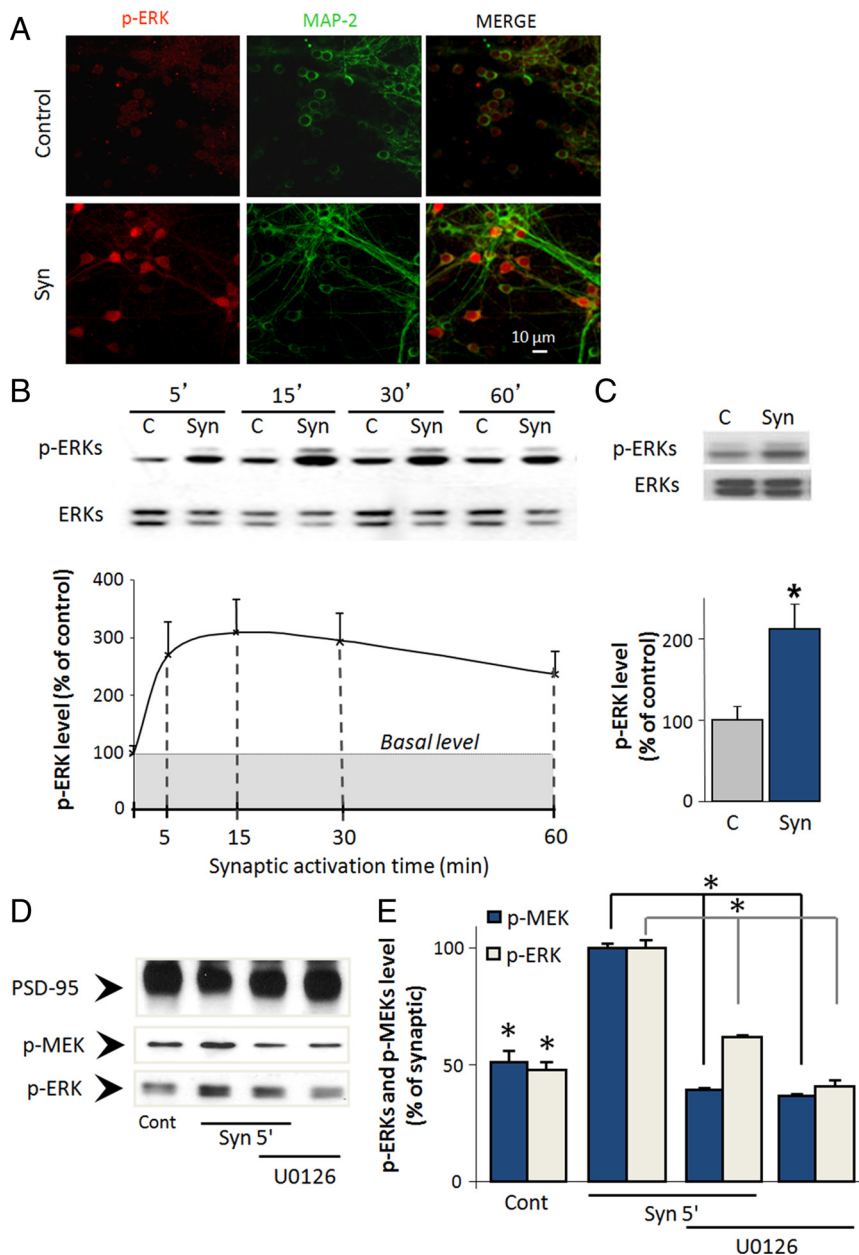 A
p-ERK MAP-2 MERGE
Control
Syn
10 µm
B
5’ 15’ 30’ 60’
C Syn C Syn C Syn C Syn
p-ERKs
ERKs
p-ERK level (% of control)
400
300
200
100
0
Basal level
5 15 30 60
Synaptic activation time (min)
C
C Syn
p-ERKs
ERKs
p-ERK level
(% of control)
*
200
100
0
C Syn
D
PSD-95
p-MEK
p-ERK
Cont
Syn 5'
U0126
E
p-ERKs and p-MEKs level
(% of synaptic)
p-MEK
p-ERK
*
*
100
50
0
* *
Cont
Syn 5'
U0126